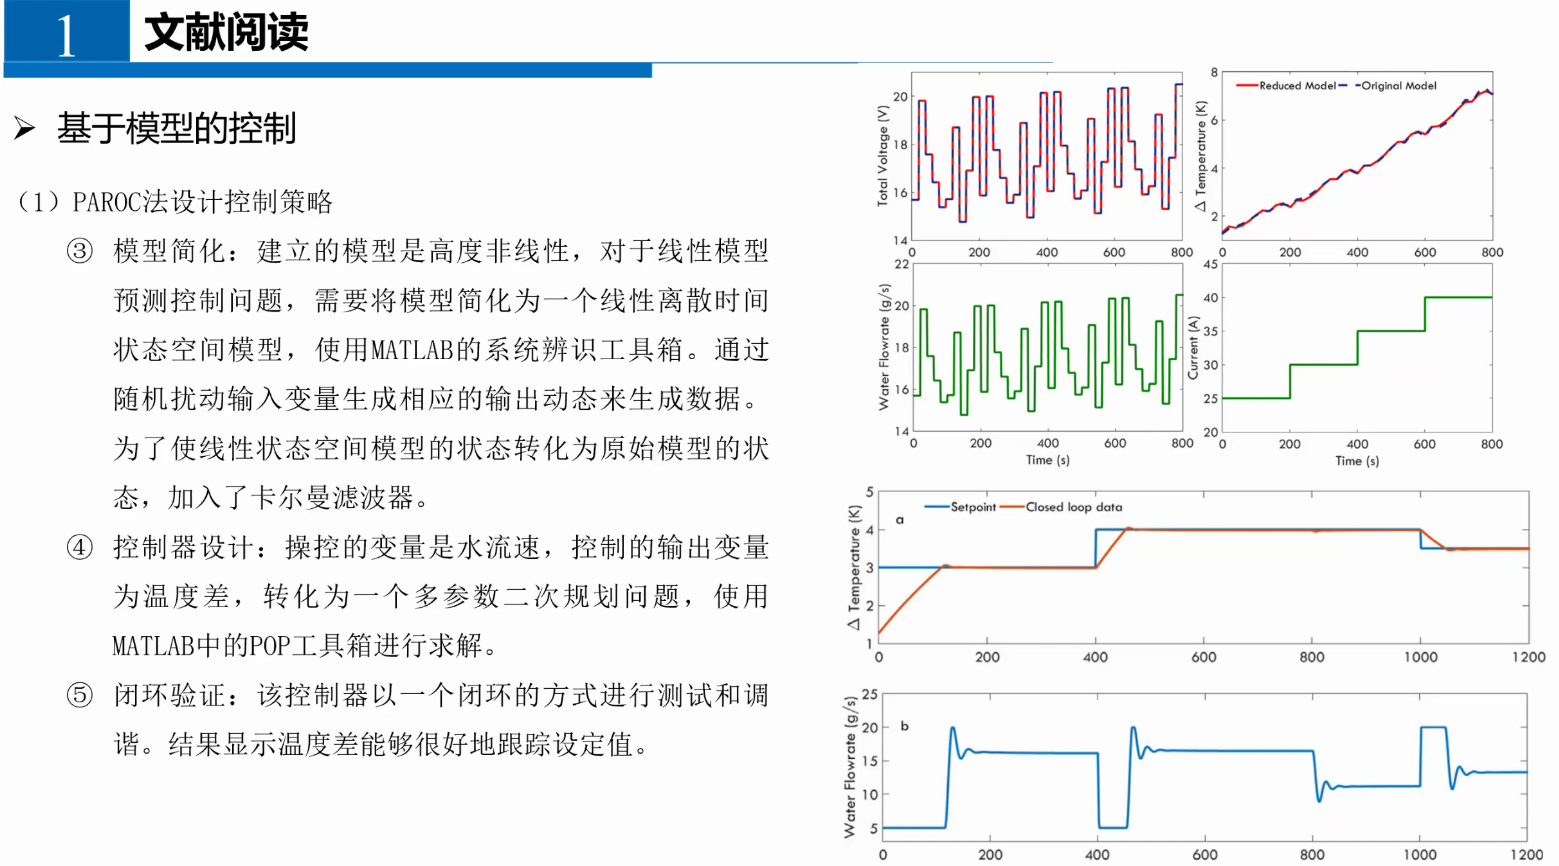 1
文献阅读
➢ 基于模型的控制
（1）PAROC法设计控制策略
③ 模型简化：建立的模型是高度非线性，对于线性模型
预测控制问题，需要将模型简化为一个线性离散时间
状态空间模型，使用MATLAB的系统辨识工具箱。通过
随机扰动输入变量生成相应的输出动态来生成数据。
为了使线性状态空间模型的状态转化为原始模型的状
态，加入了卡尔曼滤波器。
④ 控制器设计：操控的变量是水流速，控制的输出变量
为温度差，转化为一个多参数二次规划问题，使用
MATLAB中的POP工具箱进行求解。
⑤ 闭环验证：该控制器以一个闭环的方式进行测试和调
谐。结果显示温度差能够很好地跟踪设定值。
Total Voltage (V)
20
18
16
14
0 200 400 600 800
Δ Temperature (K)
Reduced Model Original Model
8
6
4
2
0 200 400 600 800
Water Flowrate (g/s)
22
20
18
16
14
0 200 400 600 800
Time (s)
Current (A)
45
40
35
30
25
20
0 200 400 600 800
Time (s)
Δ Temperature (K)
a
Setpoint Closed loop data
5
4
3
2
1
0 200 400 600 800 1000 1200
Water Flowrate (g/s)
b
25
20
15
10
5
0 200 400 600 800 1000 1200